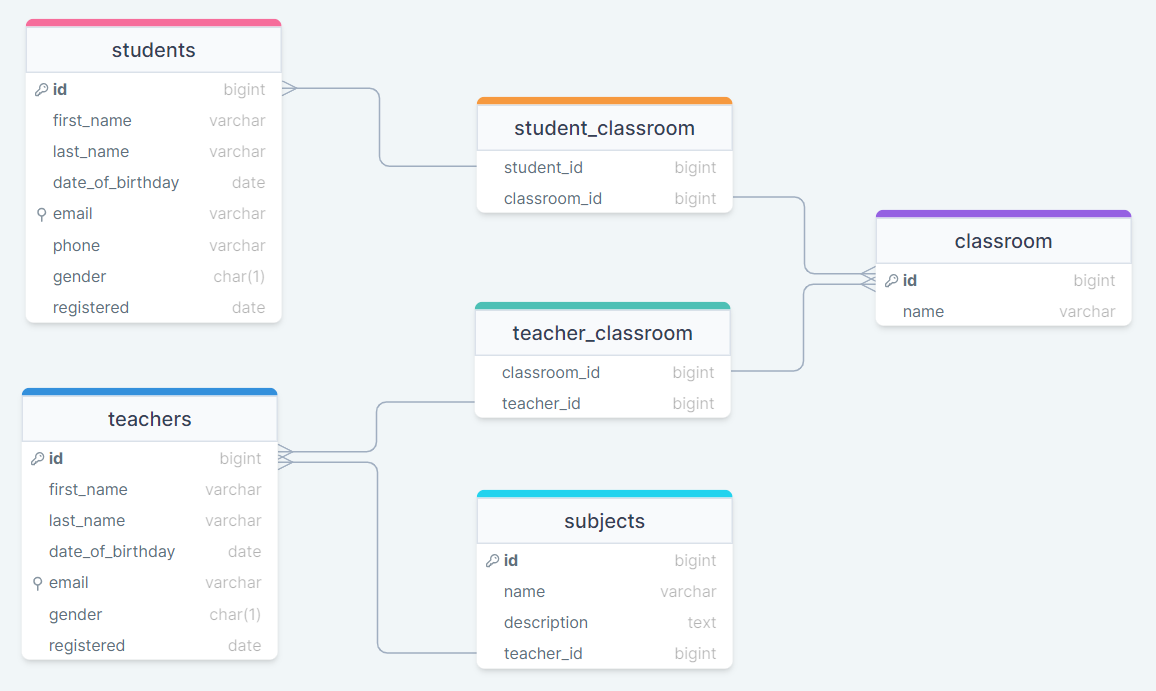 students
id bigint
first_name varchar
last_name varchar
date_of_birthday date
email varchar
phone varchar
gender char(1)
registered date
student_classroom
student_id bigint
classroom_id bigint
classroom
id bigint
name varchar
teacher_classroom
classroom_id bigint
teacher_id bigint
teachers
id bigint
first_name varchar
last_name varchar
date_of_birthday date
email varchar
gender char(1)
registered date
subjects
id bigint
name varchar
description text
teacher_id bigint